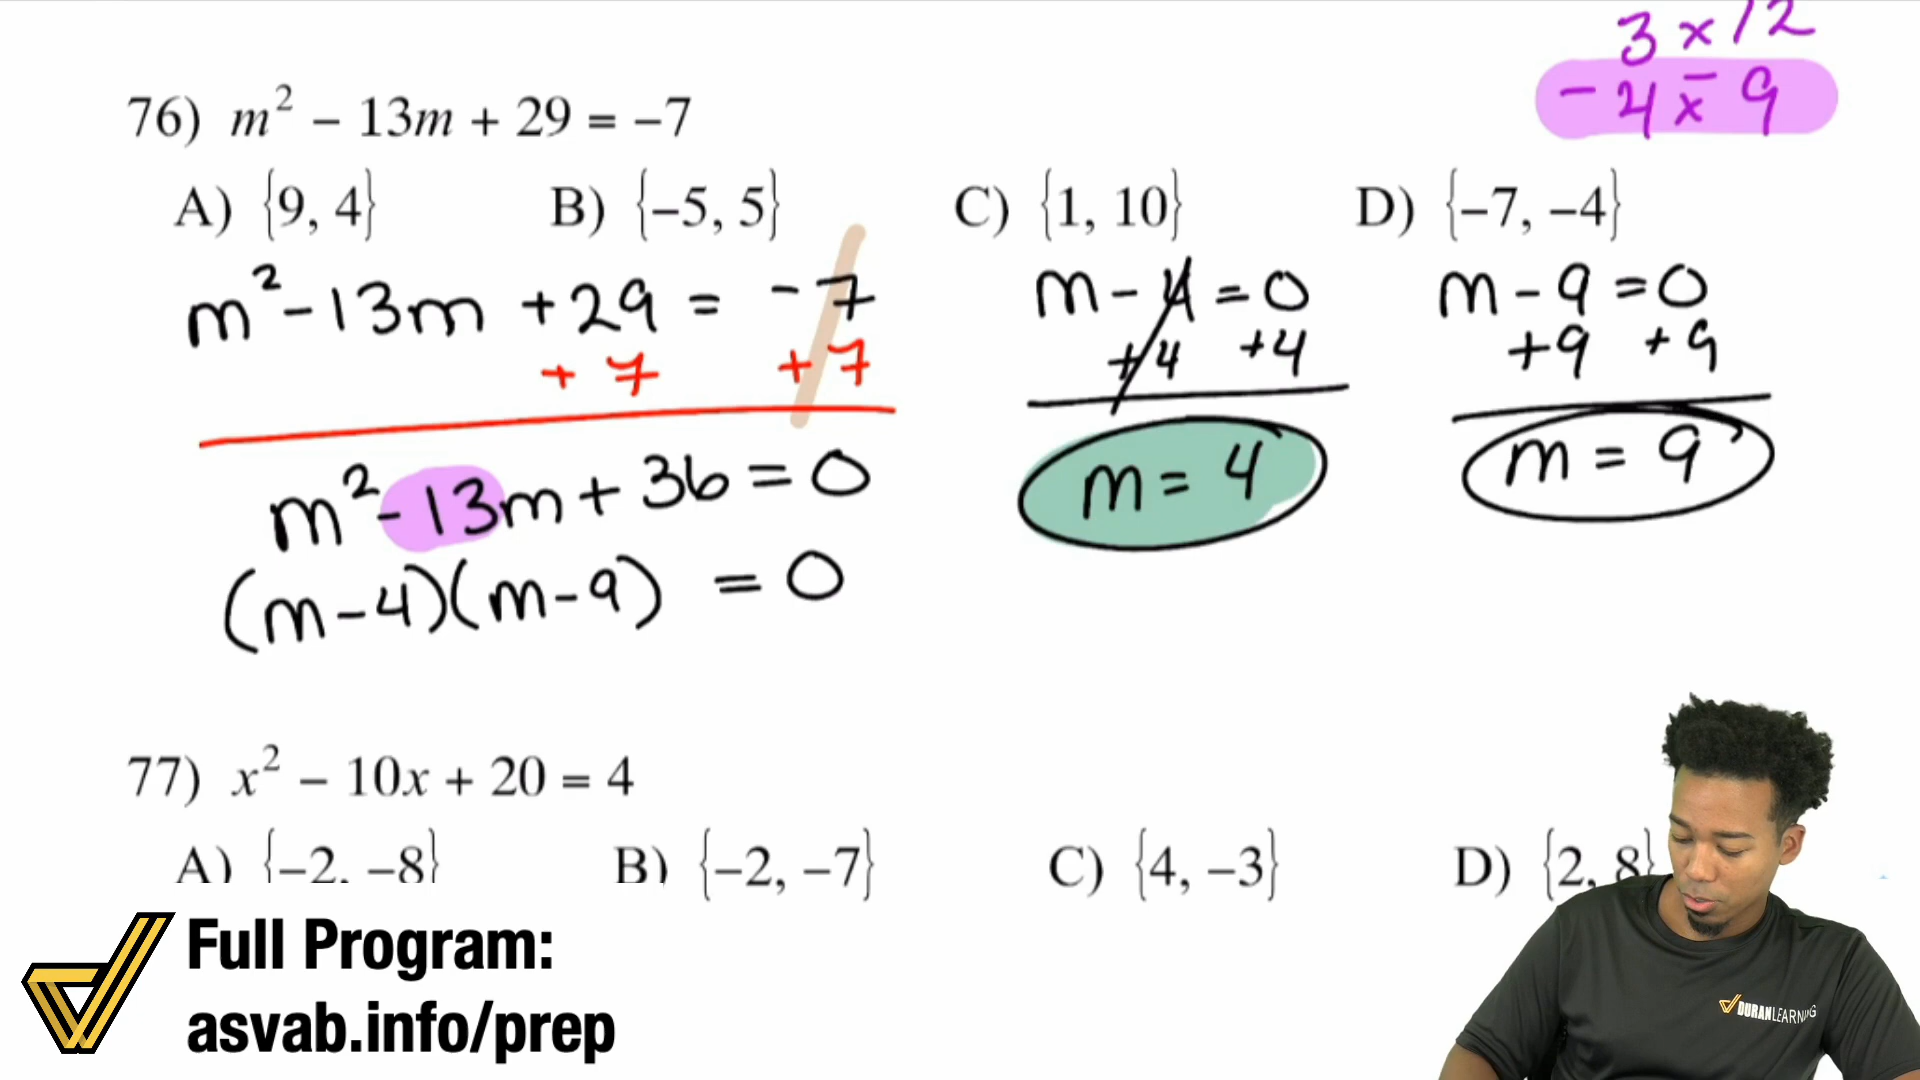 3 x 12
- 4 x - 9
76) m² − 13m + 29 = −7
A) {9, 4} B) {−5, 5} C) {1, 10} D) {−7, −4}
m² - 13m + 29 = - 7
+ 7 + 7
m² - 13m + 36 = 0
(m - 4)(m - 9) = 0
m - 4 = 0
+4 +4
m = 4
m - 9 = 0
+9 +9
m = 9
77) x² − 10x + 20 = 4
A) {−2, −8} B) {−2, −7} C) {4, −3} D) {2, 8}
Full Program:
asvab.info/prep
DURAN LEARNING